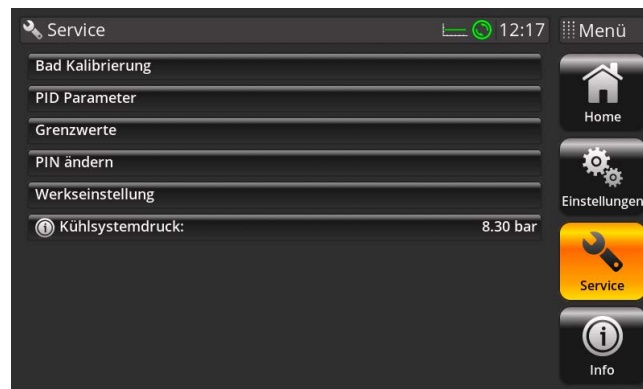 Service
12:17
Menü
Bad Kalibrierung
PID Parameter
Grenzwerte
PIN ändern
Werkseinstellung
Kühlsystemdruck: 8.30 bar
Home
Einstellungen
Service
Info